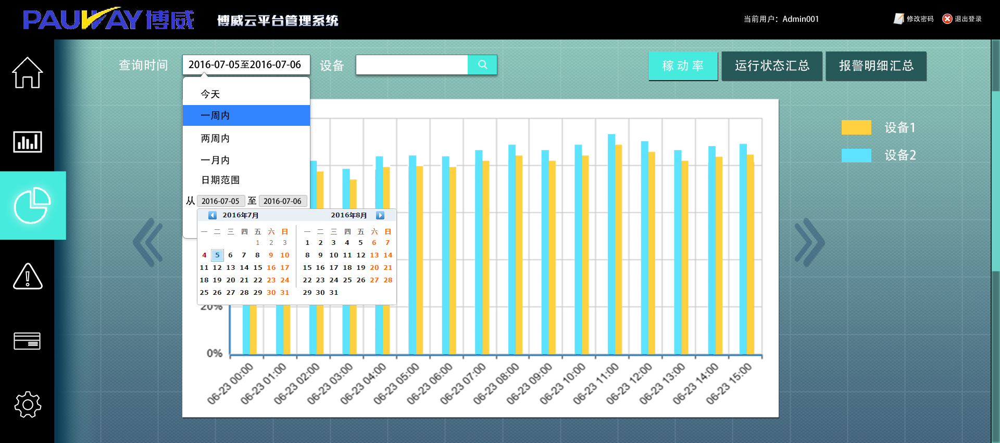 PAUWAY博威
博威云平台管理系统
当前用户：Admin001
修改密码
退出登录
查询时间
2016-07-05至2016-07-06
设备
稼动率
运行状态汇总
报警明细汇总
今天
一周内
两周内
一月内
日期范围
从 2016-07-05 至 2016-07-06
2016年7月 2016年8月
一 二 三 四 五 六 日 一 二 三 四 五 六 日
1 2 3 1 2 3 4 5 6 7
4 5 6 7 8 9 10 8 9 10 11 12 13 14
11 12 13 14 15 16 17 15 16 17 18 19 20 21
18 19 20 21 22 23 24 22 23 24 25 26 27 28
25 26 27 28 29 30 31 29 30 31
设备1
设备2
20%
0%
06-23 00:00
06-23 01:00
06-23 02:00
06-23 03:00
06-23 04:00
06-23 05:00
06-23 06:00
06-23 07:00
06-23 08:00
06-23 09:00
06-23 10:00
06-23 11:00
06-23 12:00
06-23 13:00
06-23 14:00
06-23 15:00